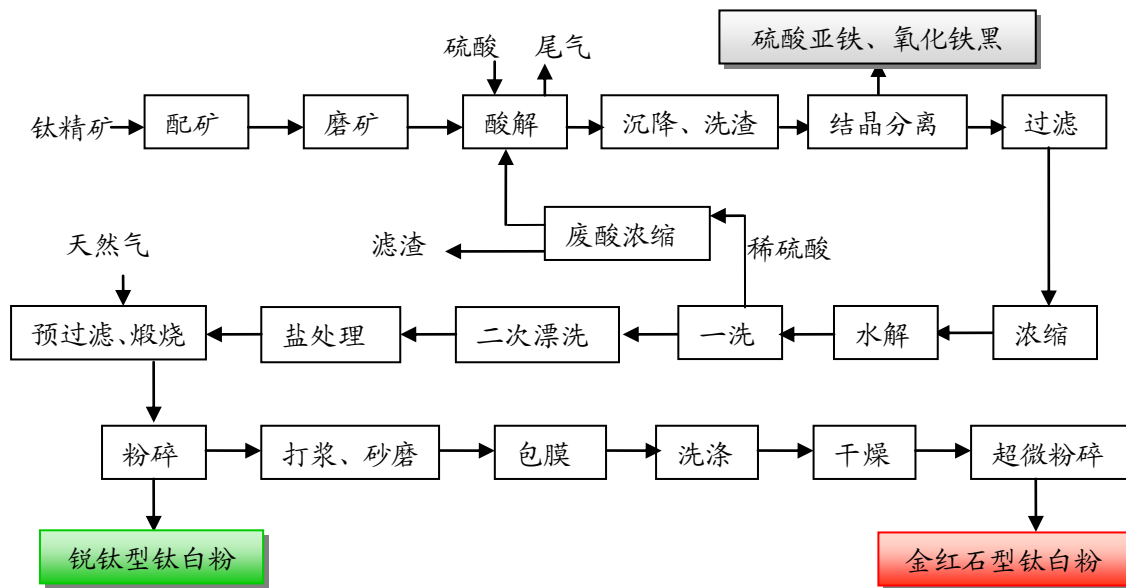 硫酸亚铁、氧化铁黑
硫酸
尾气
钛精矿
配矿
磨矿
酸解
沉降、洗渣
结晶分离
过滤
废酸浓缩
滤渣
稀硫酸
天然气
预过滤、煅烧
盐处理
二次漂洗
一洗
水解
浓缩
粉碎
打浆、砂磨
包膜
洗涤
干燥
超微粉碎
锐钛型钛白粉
金红石型钛白粉